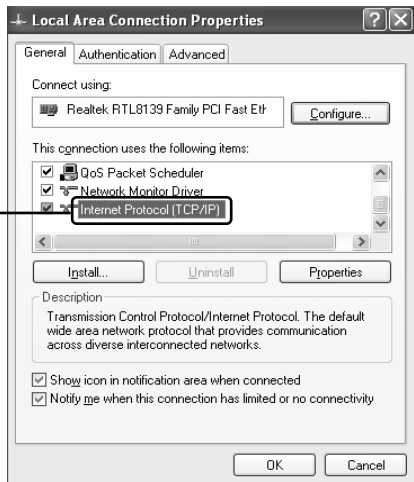 Local Area Connection Properties
General Authentication Advanced
Connect using:
Realtek RTL8139 Family PCI Fast Eth
Configure...
This connection uses the following items:
QoS Packet Scheduler
Network Monitor Driver
Internet Protocol (TCP/IP)
Install... Uninstall Properties
Description
Transmission Control Protocol/Internet Protocol. The default
wide area network protocol that provides communication
across diverse interconnected networks.
Show icon in notification area when connected
Notify me when this connection has limited or no connectivity
OK Cancel